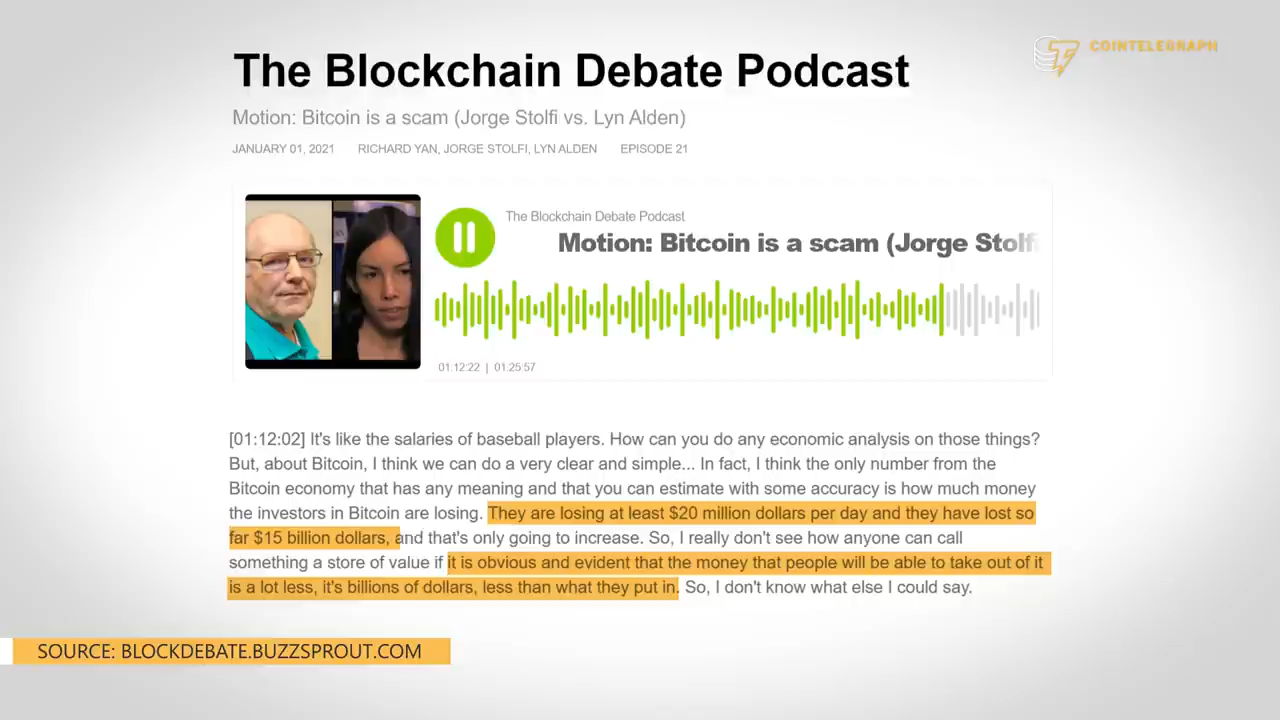 COINTELEGRAPH
The Blockchain Debate Podcast
Motion: Bitcoin is a scam (Jorge Stolfi vs. Lyn Alden)
JANUARY 01, 2021 RICHARD YAN, JORGE STOLFI, LYN ALDEN EPISODE 21
The Blockchain Debate Podcast
Motion: Bitcoin is a scam (Jorge Stolfi
01:12:22 | 01:25:57
[01:12:02] It's like the salaries of baseball players. How can you do any economic analysis on those things?
But, about Bitcoin, I think we can do a very clear and simple... In fact, I think the only number from the
Bitcoin economy that has any meaning and that you can estimate with some accuracy is how much money
the investors in Bitcoin are losing. They are losing at least $20 million dollars per day and they have lost so
far $15 billion dollars, and that's only going to increase. So, I really don't see how anyone can call
something a store of value if it is obvious and evident that the money that people will be able to take out of it
is a lot less, it's billions of dollars, less than what they put in. So, I don't know what else I could say.
SOURCE: BLOCKDEBATE.BUZZSPROUT.COM